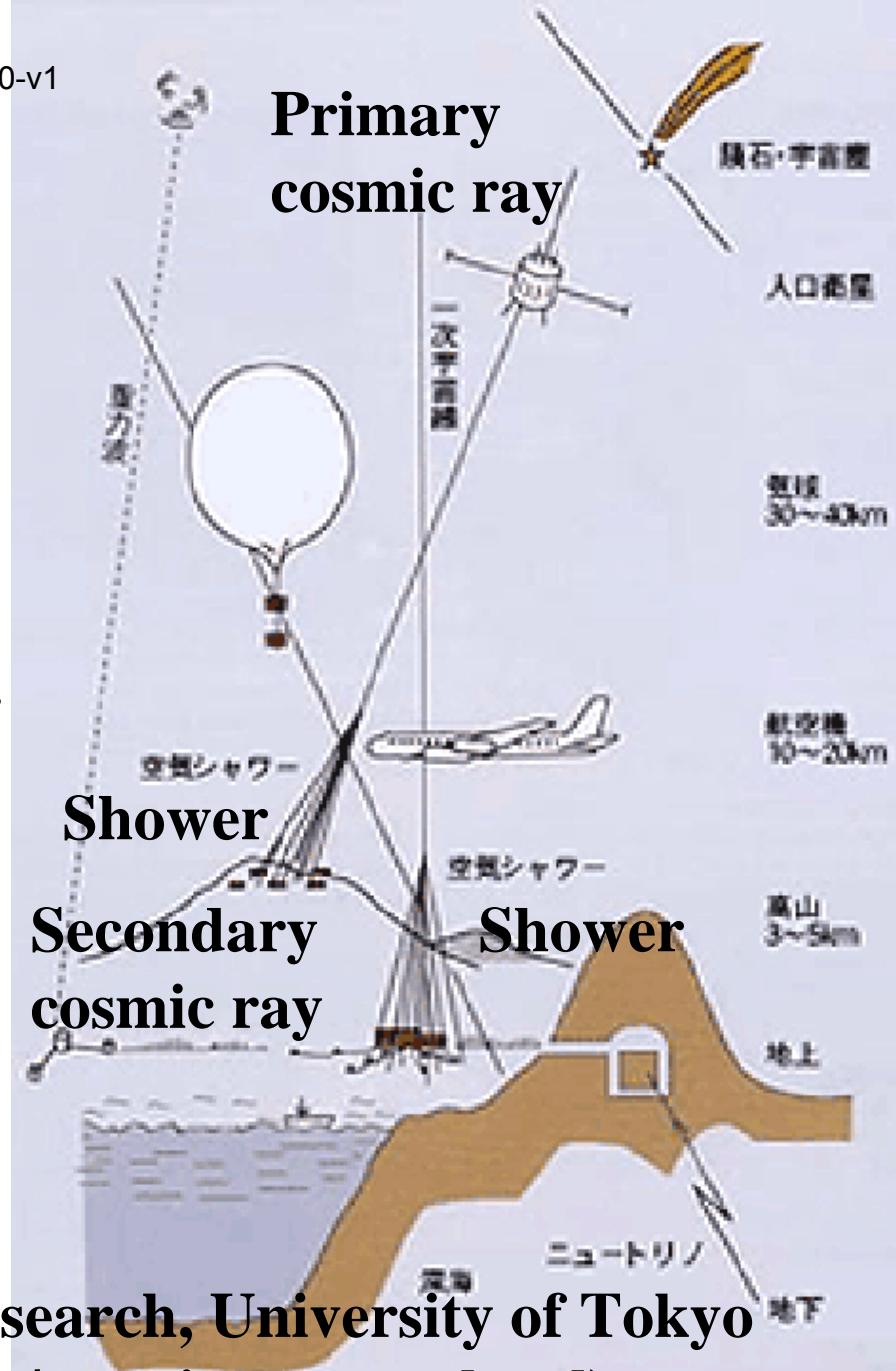 0-v1
Primary
cosmic ray
隕石・宇宙塵
人口衛星
一次宇宙線
重力波
気球
30～40km
航空機
10～20km
空気シャワー
Shower
空気シャワー
高山
3～5km
Secondary
cosmic ray
Shower
地上
ニュートリノ
深海
地下
search, University of Tokyo